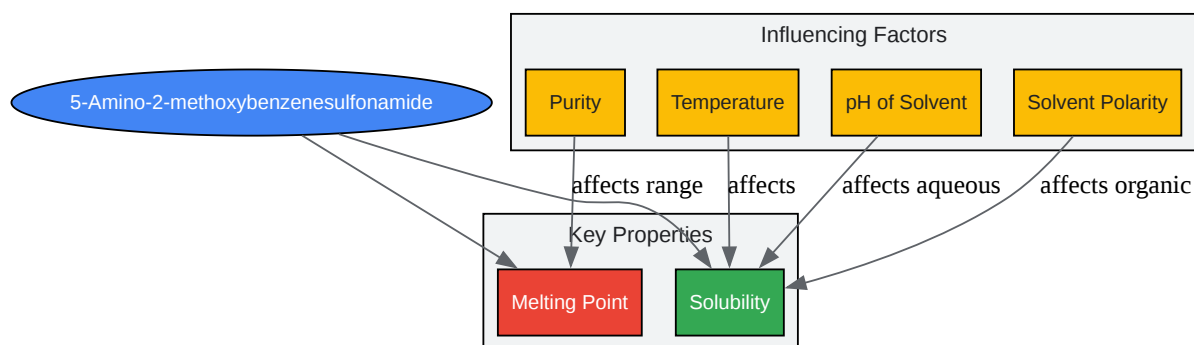 Influencing Factors
5-Amino-2-methoxybenzenesulfonamide
Purity
Temperature
pH of Solvent
Solvent Polarity
affects range
affects
affects aqueous
affects organic
Key Properties
Melting Point
Solubility